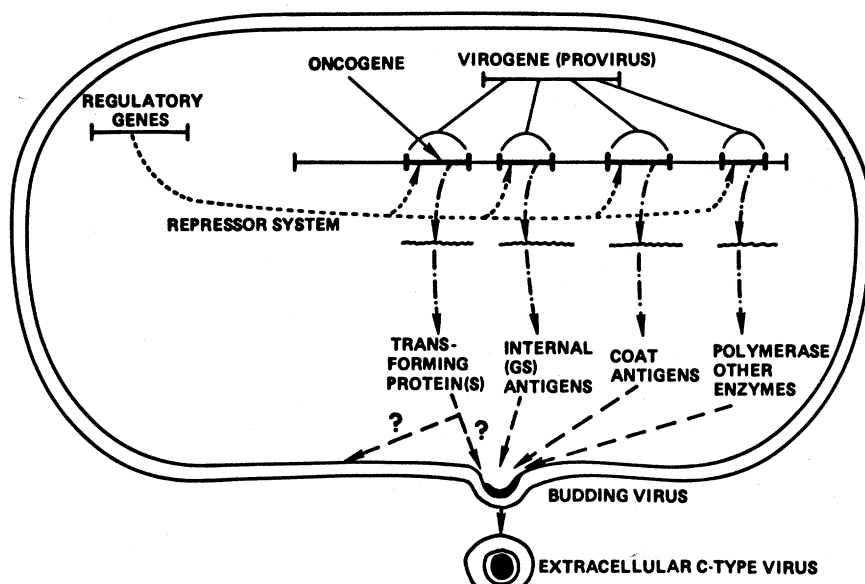 ONCOGENE
VIROGENE (PROVIRUS)
REGULATORY
GENES
REPRESSOR SYSTEM
TRANS-
FORMING
PROTEIN(S)
INTERNAL
(GS)
ANTIGENS
COAT
ANTIGENS
POLYMERASE
OTHER
ENZYMES
?
?
BUDDING VIRUS
EXTRACELLULAR C-TYPE VIRUS